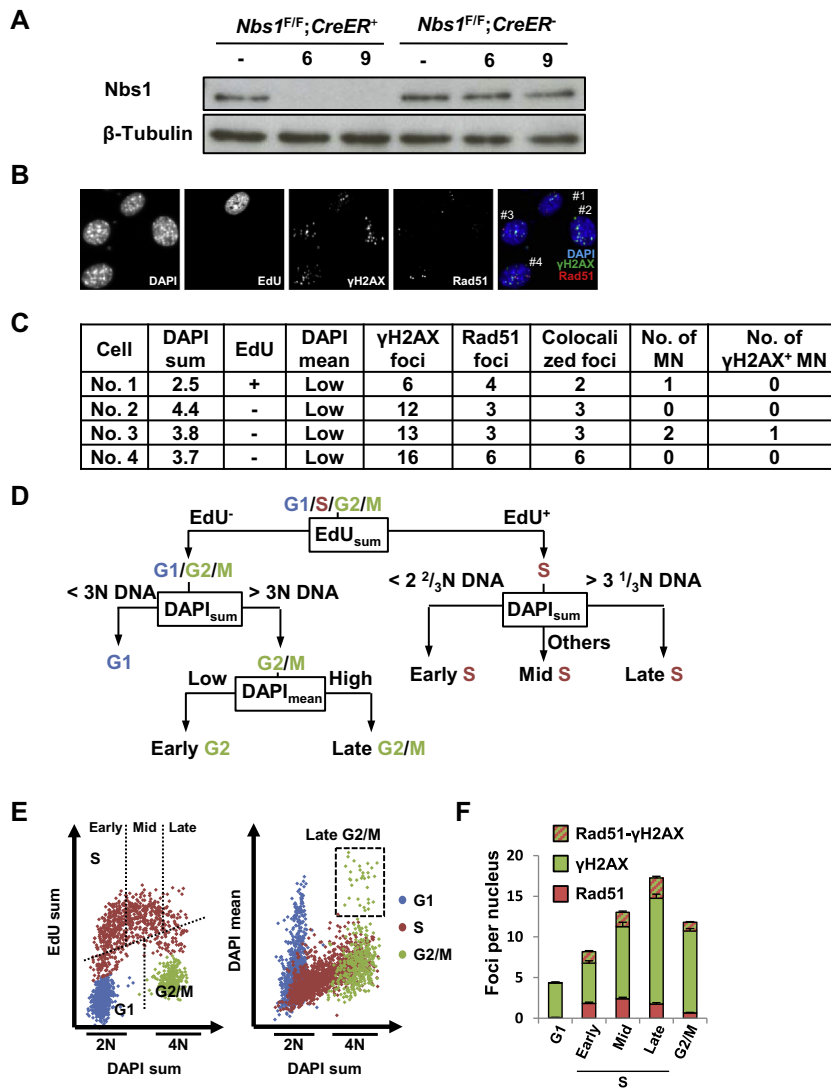 A
Nbs1F/F;CreER+ Nbs1F/F;CreER-
- 6 9 - 6 9
Nbs1
β-Tubulin
B
DAPI EdU γH2AX Rad51
#1
#2
#3
#4
DAPI
γH2AX
Rad51
C
Cell DAPI sum EdU DAPI mean γH2AX foci Rad51 foci Colocali zed foci No. of MN No. of γH2AX+ MN
No. 1 2.5 + Low 6 4 2 1 0
No. 2 4.4 - Low 12 3 3 0 0
No. 3 3.8 - Low 13 3 3 2 1
No. 4 3.7 - Low 16 6 6 0 0
D
G1/S/G2/M
EdU- EdU+
EdUsum
G1/G2/M S
< 3N DNA > 3N DNA < 2 2/3N DNA > 3 1/3N DNA
DAPIsum DAPIsum
Others
G1 G2/M Early S Mid S Late S
Low High
DAPImean
Early G2 Late G2/M
E
Early Mid Late
S
EdU sum
G1
G2/M
2N 4N
DAPI sum
Late G2/M
DAPI mean
2N 4N
DAPI sum
G1
S
G2/M
F
Rad51-γH2AX
γH2AX
Rad51
Foci per nucleus
20
15
10
5
0
G1 Early Mid Late G2/M
S